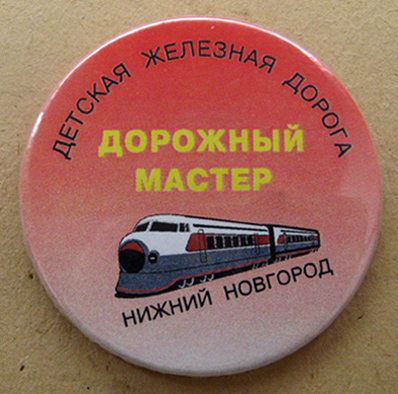 ДЕТСКАЯ ЖЕЛЕЗНАЯ ДОРОГА
ДОРОЖНЫЙ
МАСТЕР
НИЖНИЙ НОВГОРОД